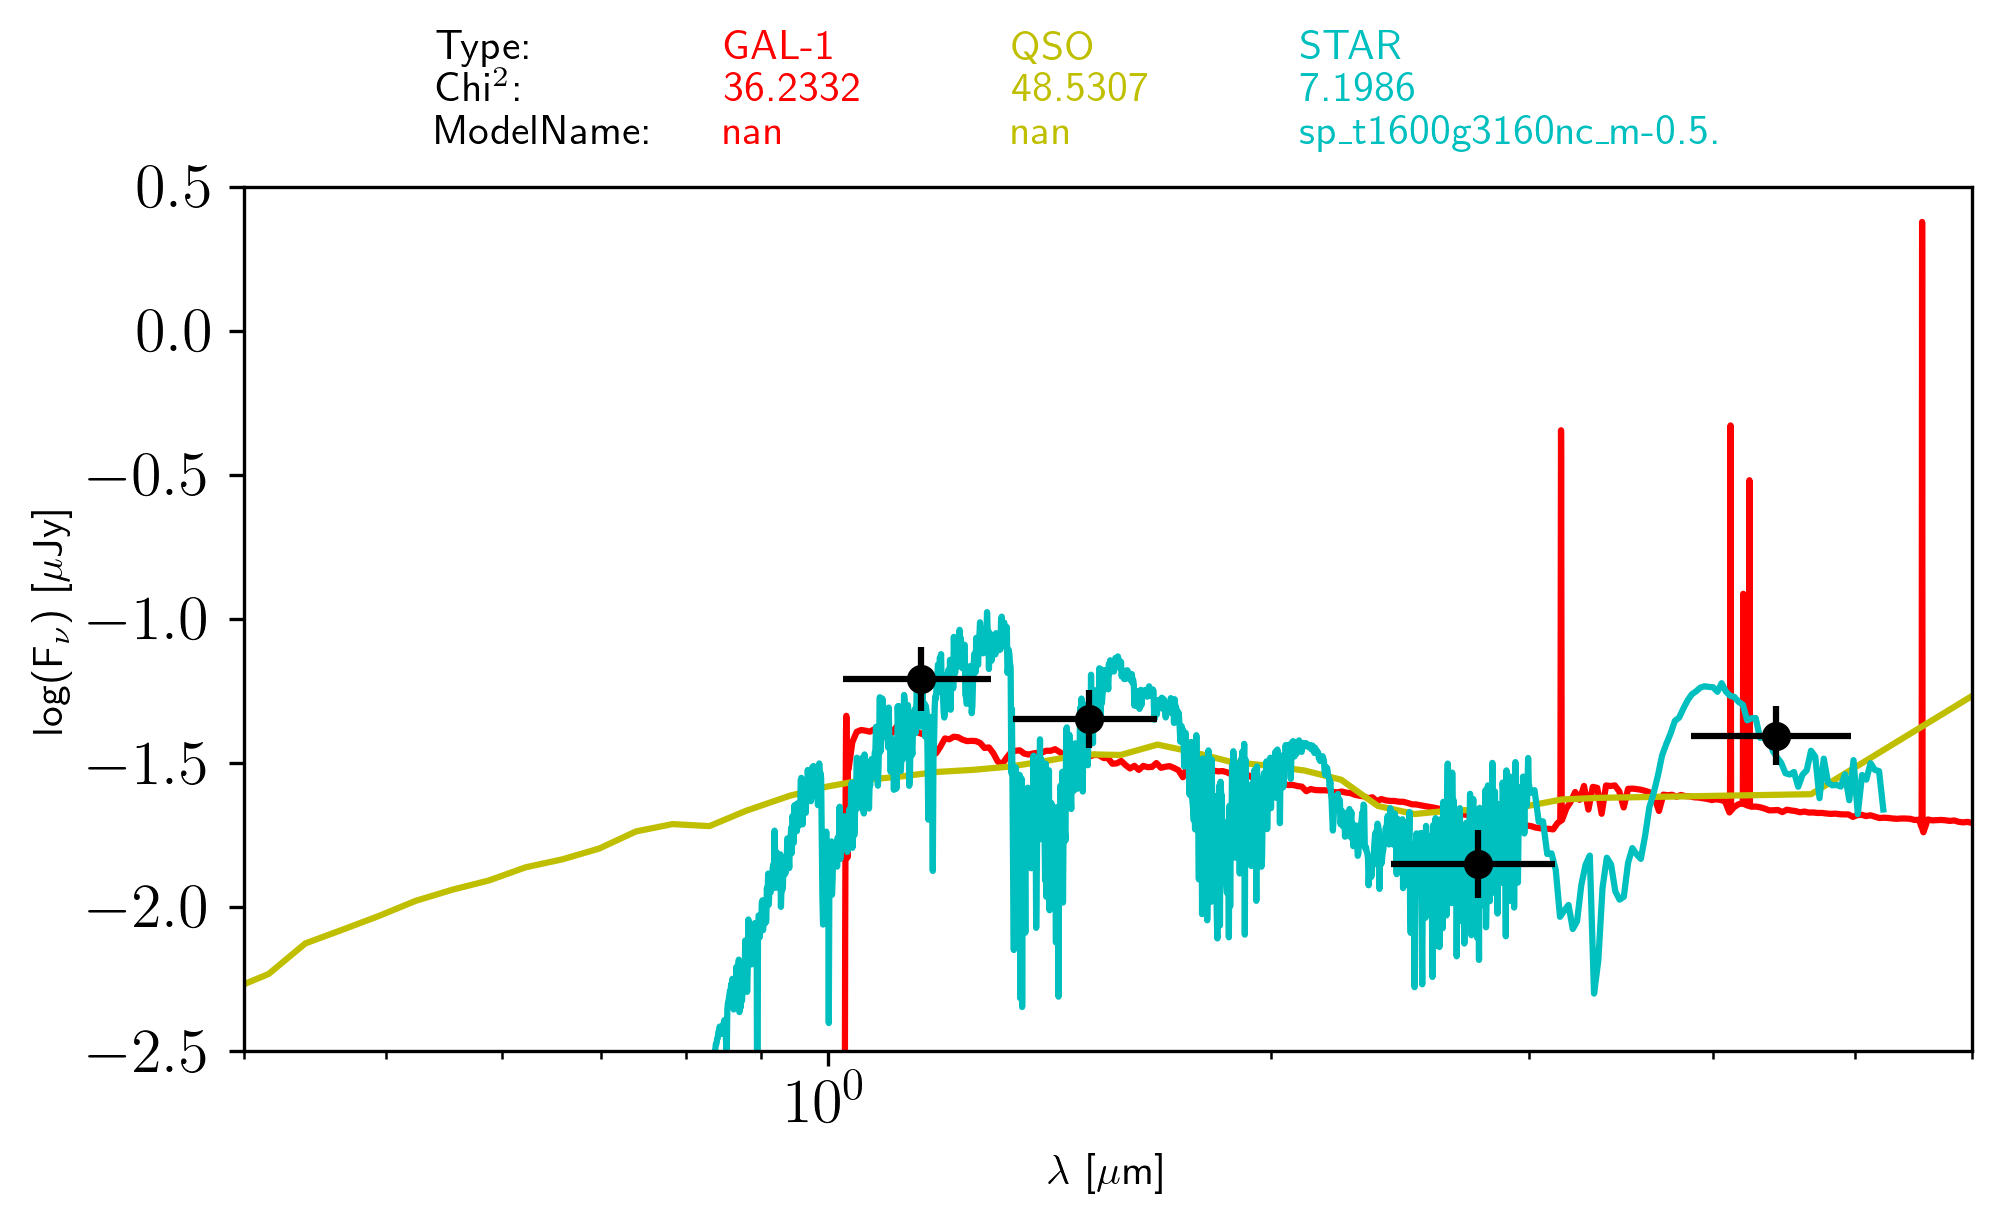 Type: GAL-1 QSO STAR
Chi²: 36.2332 48.5307 7.1986
ModelName: nan nan sp_t1600g3160nc_m-0.5.
0.5
0.0
−0.5
−1.0
−1.5
−2.0
−2.5
log(Fν) [μJy]
10⁰
λ [μm]